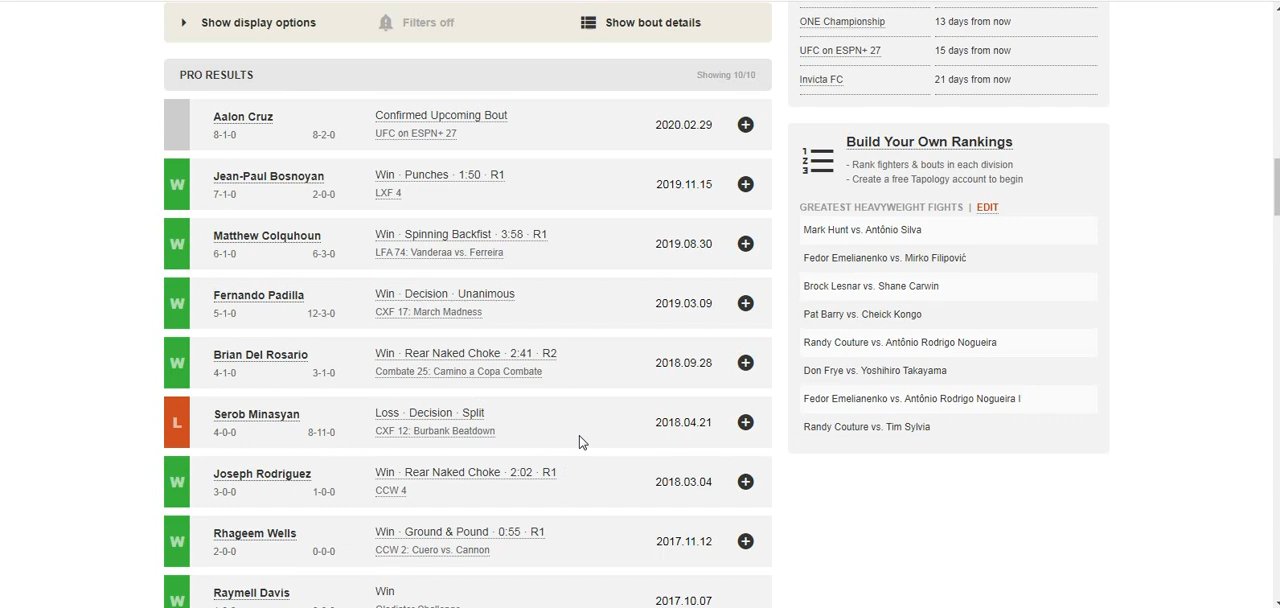 Show display options
Filters off
Show bout details
PRO RESULTS
Showing 10/10
Aalon Cruz
8-1-0
8-2-0
Confirmed Upcoming Bout
UFC on ESPN+ 27
2020.02.29
W
Jean-Paul Bosnoyan
7-1-0
2-0-0
Win · Punches · 1:50 · R1
LXF 4
2019.11.15
W
Matthew Colquhoun
6-1-0
6-3-0
Win · Spinning Backfist · 3:58 · R1
LFA 74: Vanderaa vs. Ferreira
2019.08.30
W
Fernando Padilla
5-1-0
12-3-0
Win · Decision · Unanimous
CXF 17: March Madness
2019.03.09
W
Brian Del Rosario
4-1-0
3-1-0
Win · Rear Naked Choke · 2:41 · R2
Combate 25: Camino a Copa Combate
2018.09.28
L
Serob Minasyan
4-0-0
8-11-0
Loss · Decision · Split
CXF 12: Burbank Beatdown
2018.04.21
W
Joseph Rodriguez
3-0-0
1-0-0
Win · Rear Naked Choke · 2:02 · R1
CCW 4
2018.03.04
W
Rhageem Wells
2-0-0
0-0-0
Win · Ground & Pound · 0:55 · R1
CCW 2: Cuero vs. Cannon
2017.11.12
W
Raymell Davis
Win
2017.10.07
ONE Championship
13 days from now
UFC on ESPN+ 27
15 days from now
Invicta FC
21 days from now
1
2
3
Build Your Own Rankings
- Rank fighters & bouts in each division
- Create a free Tapology account to begin
GREATEST HEAVYWEIGHT FIGHTS | EDIT
Mark Hunt vs. Antônio Silva
Fedor Emelianenko vs. Mirko Filipović
Brock Lesnar vs. Shane Carwin
Pat Barry vs. Cheick Kongo
Randy Couture vs. Antônio Rodrigo Nogueira
Don Frye vs. Yoshihiro Takayama
Fedor Emelianenko vs. Antônio Rodrigo Nogueira I
Randy Couture vs. Tim Sylvia